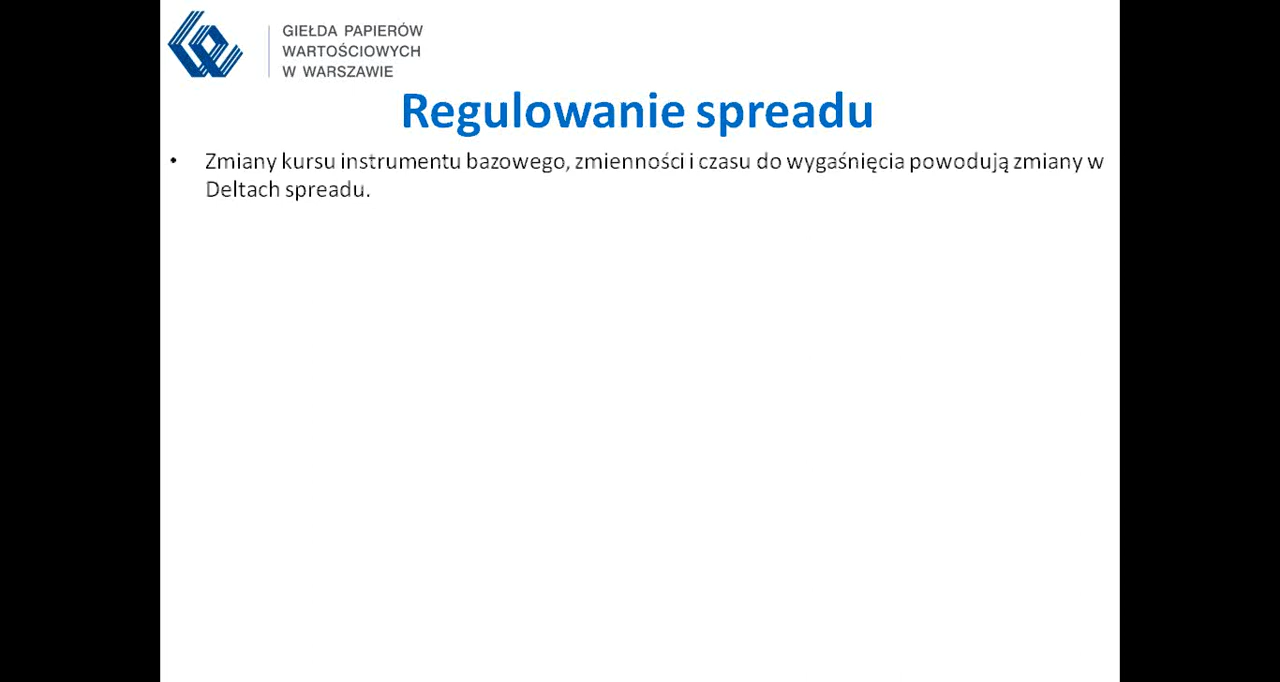 GIEŁDA PAPIERÓW
WARTOŚCIOWYCH
W WARSZAWIE
Regulowanie spreadu
• Zmiany kursu instrumentu bazowego, zmienności i czasu do wygaśnięcia powodują zmiany w
Deltach spreadu.